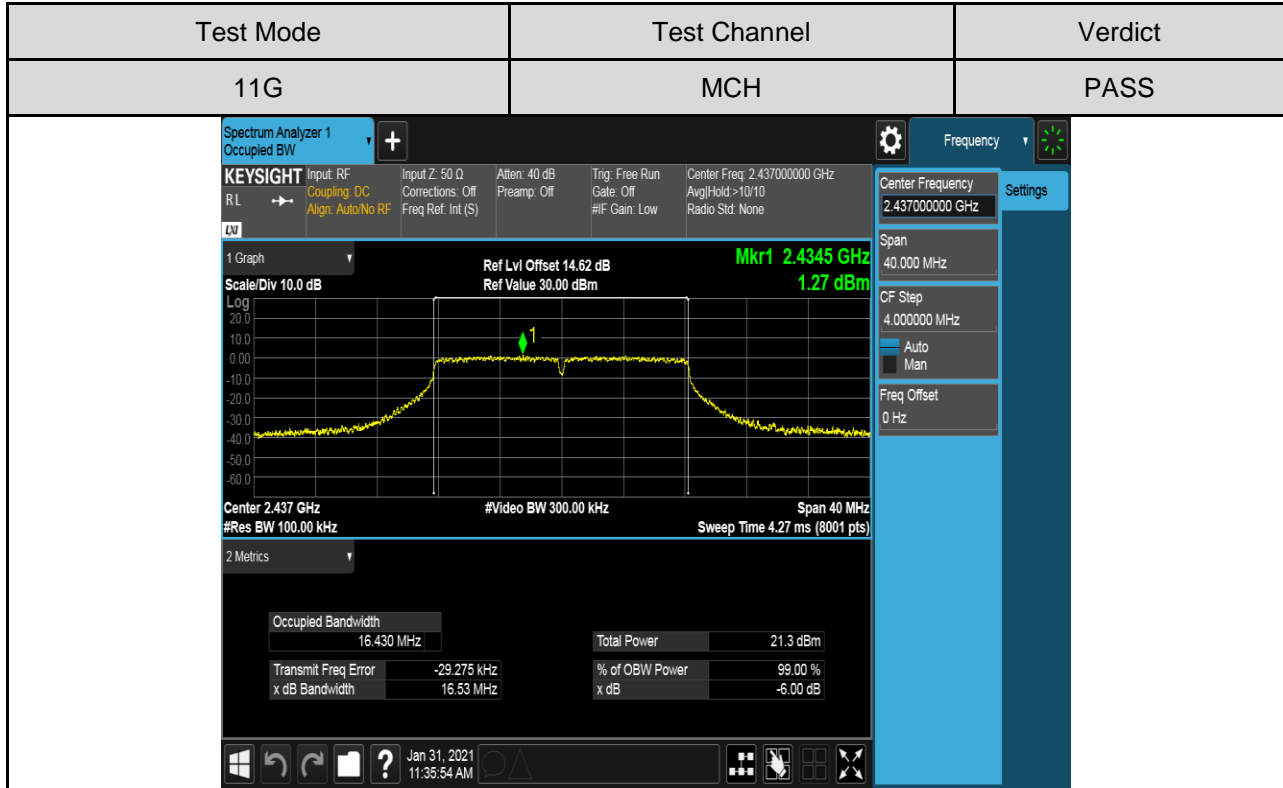 Test Mode Test Channel Verdict
11G MCH PASS
Spectrum Analyzer 1
Occupied BW
+
Frequency
KEYSIGHT Input: RF Input Z: 50 Ω Atten: 40 dB Trig: Free Run Center Freq: 2.437000000 GHz
RL Coupling: DC Corrections: Off Preamp: Off Gate: Off Avg|Hold:>10/10
Align: Auto/No RF Freq Ref: Int (S) #IF Gain: Low Radio Std: None
LXI
Center Frequency
2.437000000 GHz
Settings
Span
40.000 MHz
CF Step
4.000000 MHz
Auto
Man
Freq Offset
0 Hz
1 Graph Ref Lvl Offset 14.62 dB Mkr1 2.4345 GHz
Scale/Div 10.0 dB Ref Value 30.00 dBm 1.27 dBm
Log
20.0
10.0
0.00
-10.0
-20.0
-30.0
-40.0
-50.0
-60.0
1
Center 2.437 GHz #Video BW 300.00 kHz Span 40 MHz
#Res BW 100.00 kHz Sweep Time 4.27 ms (8001 pts)
2 Metrics
Occupied Bandwidth
16.430 MHz Total Power 21.3 dBm
Transmit Freq Error -29.275 kHz % of OBW Power 99.00 %
x dB Bandwidth 16.53 MHz x dB -6.00 dB
? Jan 31, 2021
11:35:54 AM